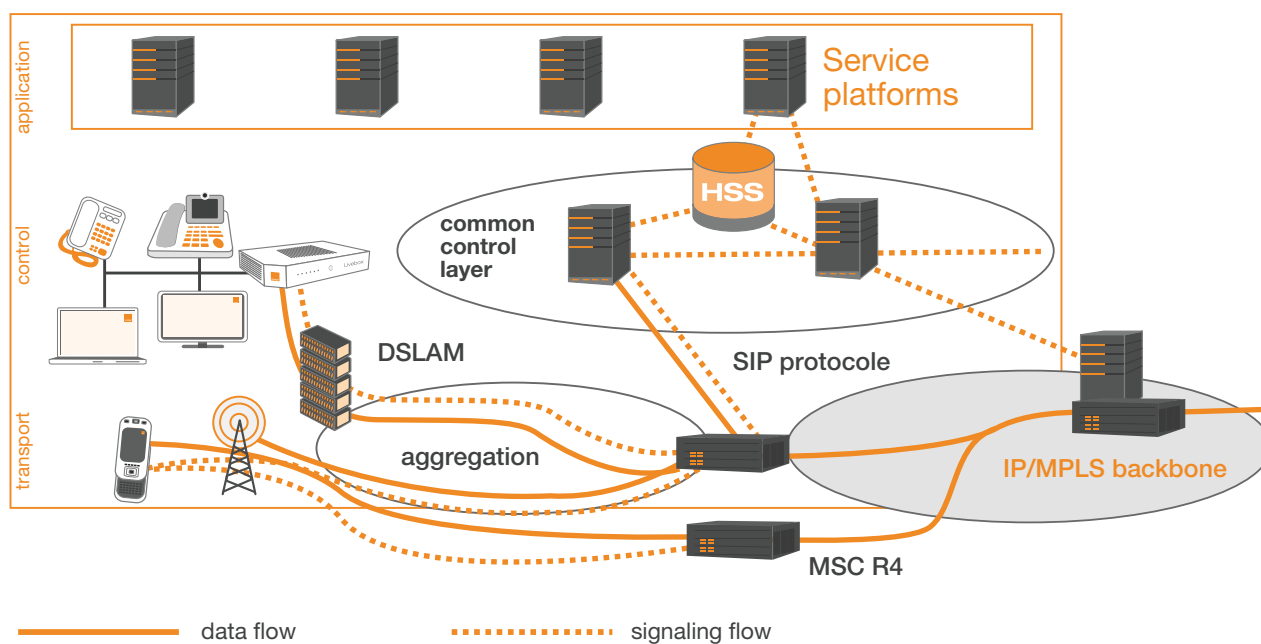 application
Service
platforms
HSS
common
control
layer
control
Livebox
DSLAM
SIP protocole
transport
aggregation
IP/MPLS backbone
MSC R4
data flow
signaling flow